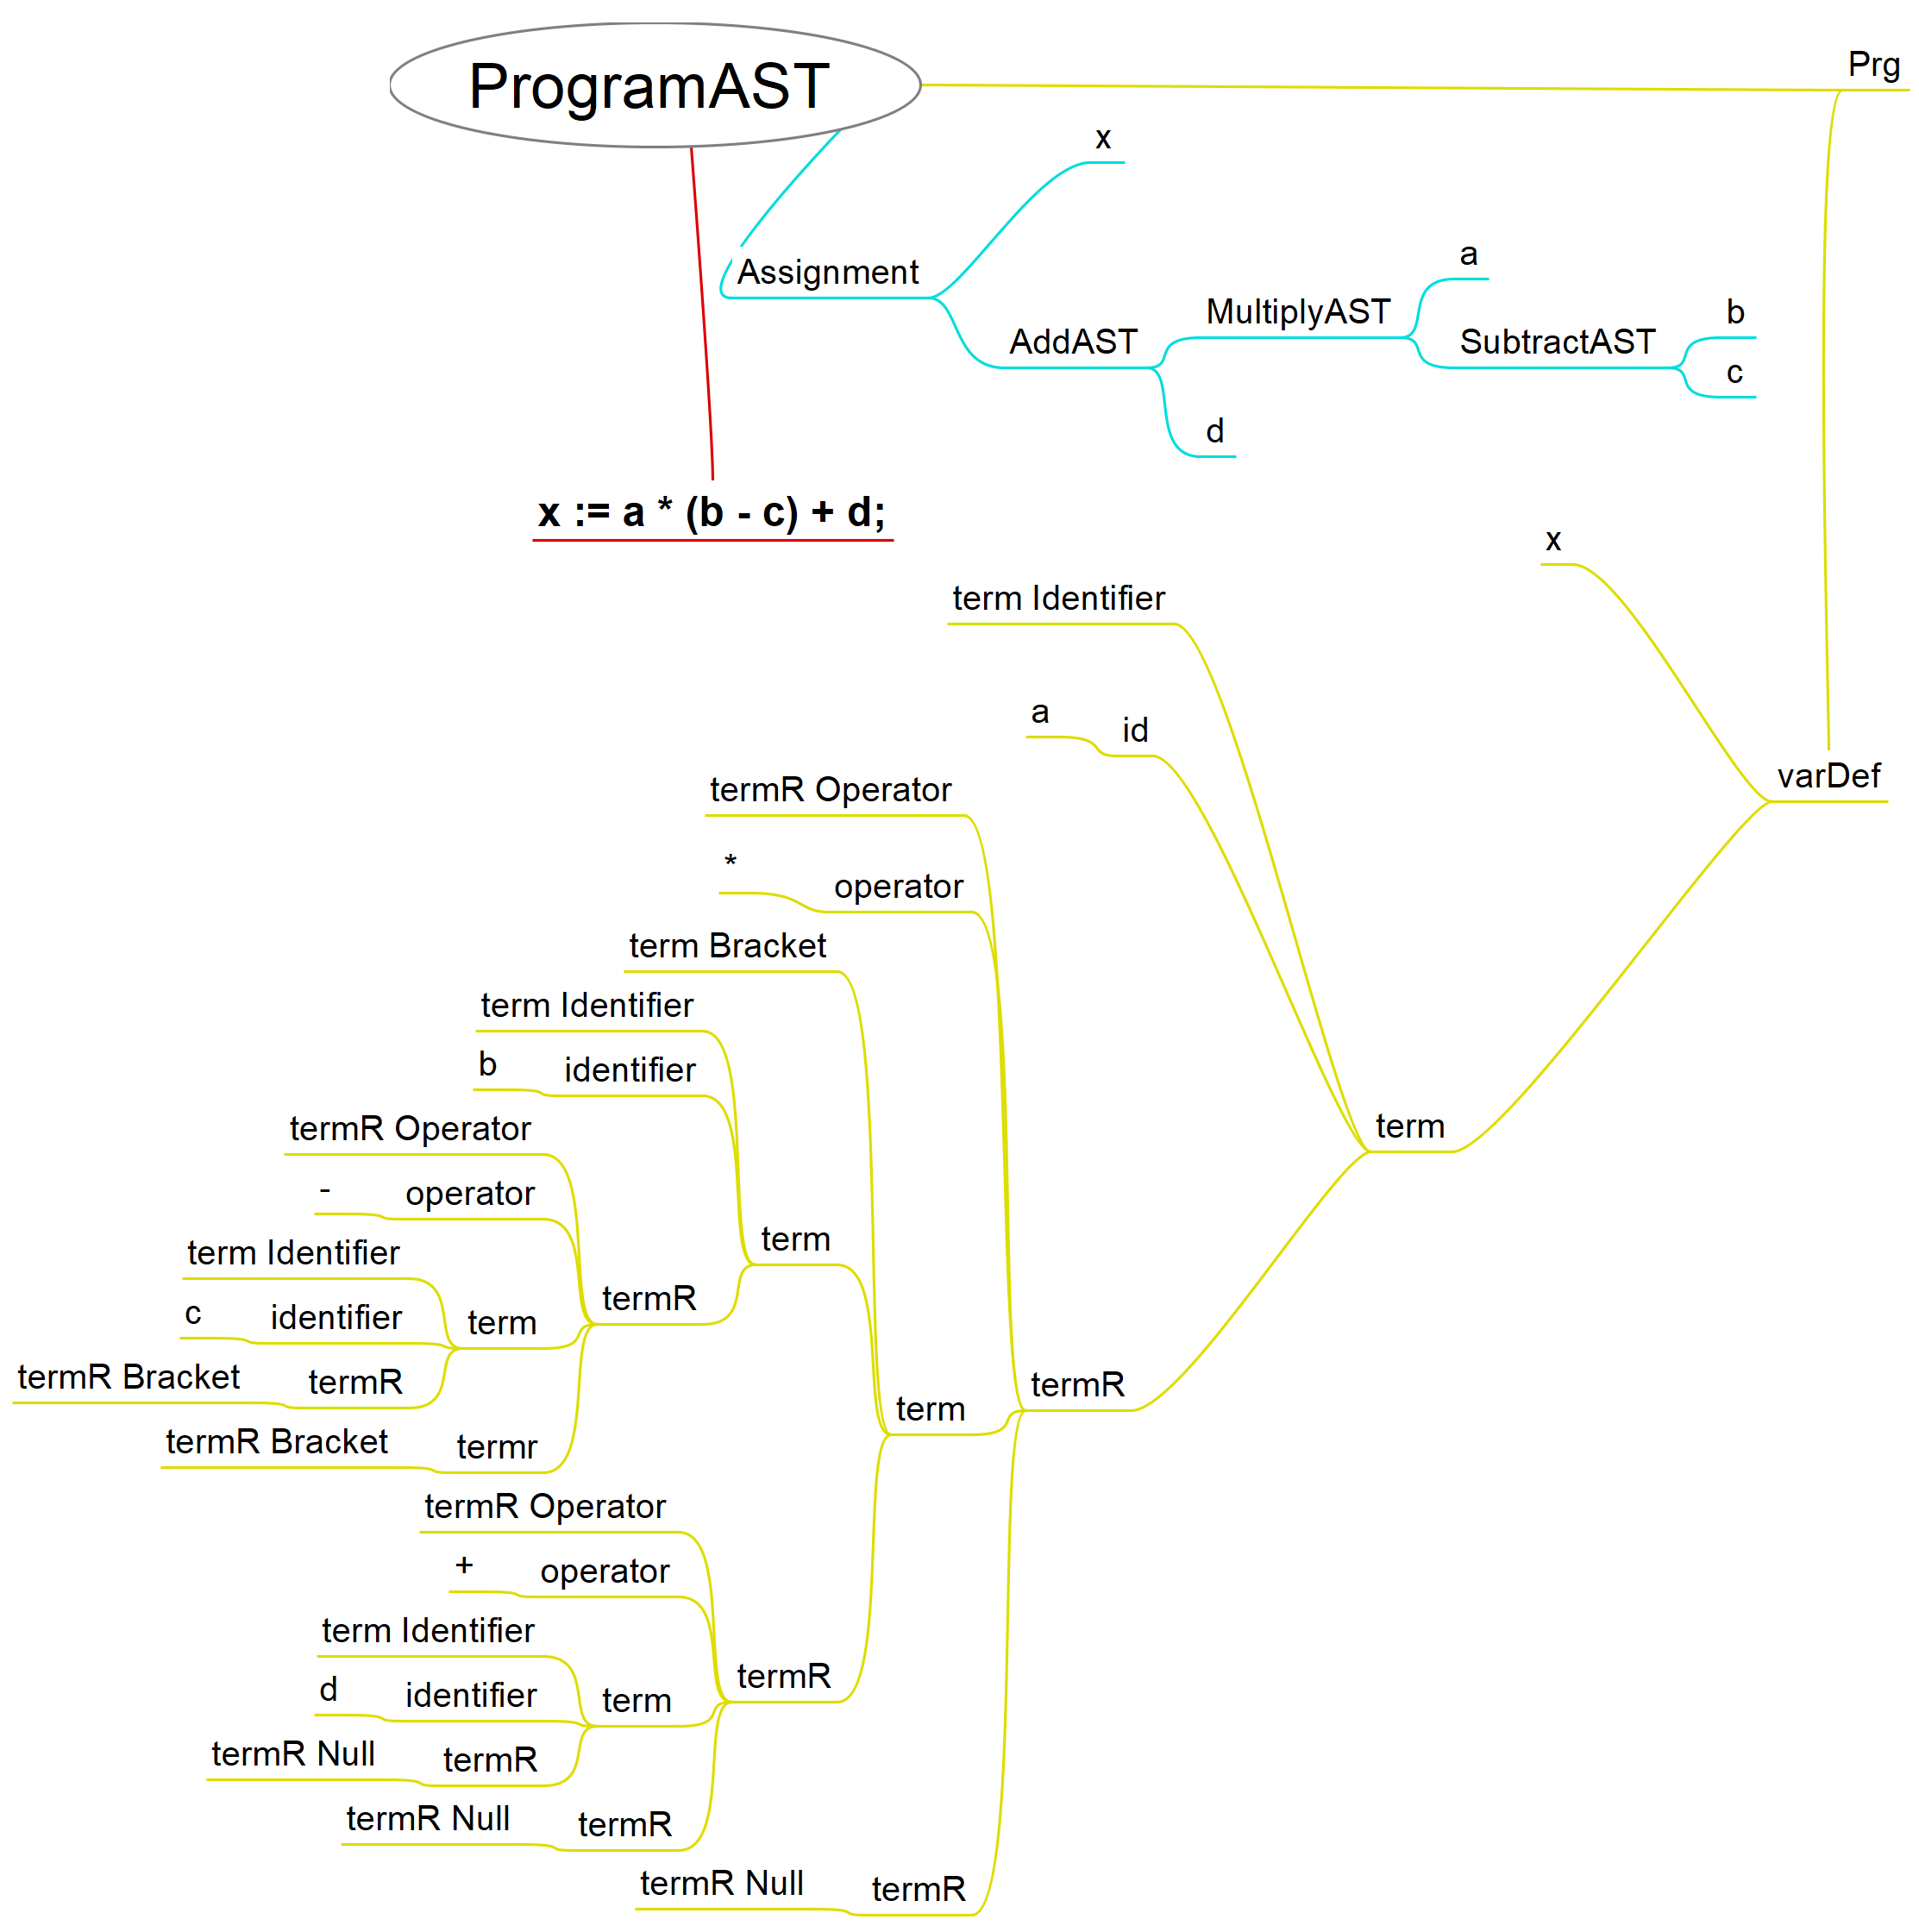 ProgramAST
Prg
x
Assignment
a
MultiplyAST
b
AddAST
SubtractAST
c
d
x := a * (b - c) + d;
x
term Identifier
a
id
varDef
termR Operator
*
operator
term Bracket
term Identifier
b
identifier
termR Operator
term
-
operator
term
term Identifier
termR
c
identifier
term
termR Bracket
termR
termR
term
termR Bracket
termr
termR Operator
+
operator
term Identifier
termR
d
identifier
term
termR Null
termR
termR Null
termR
termR Null
termR